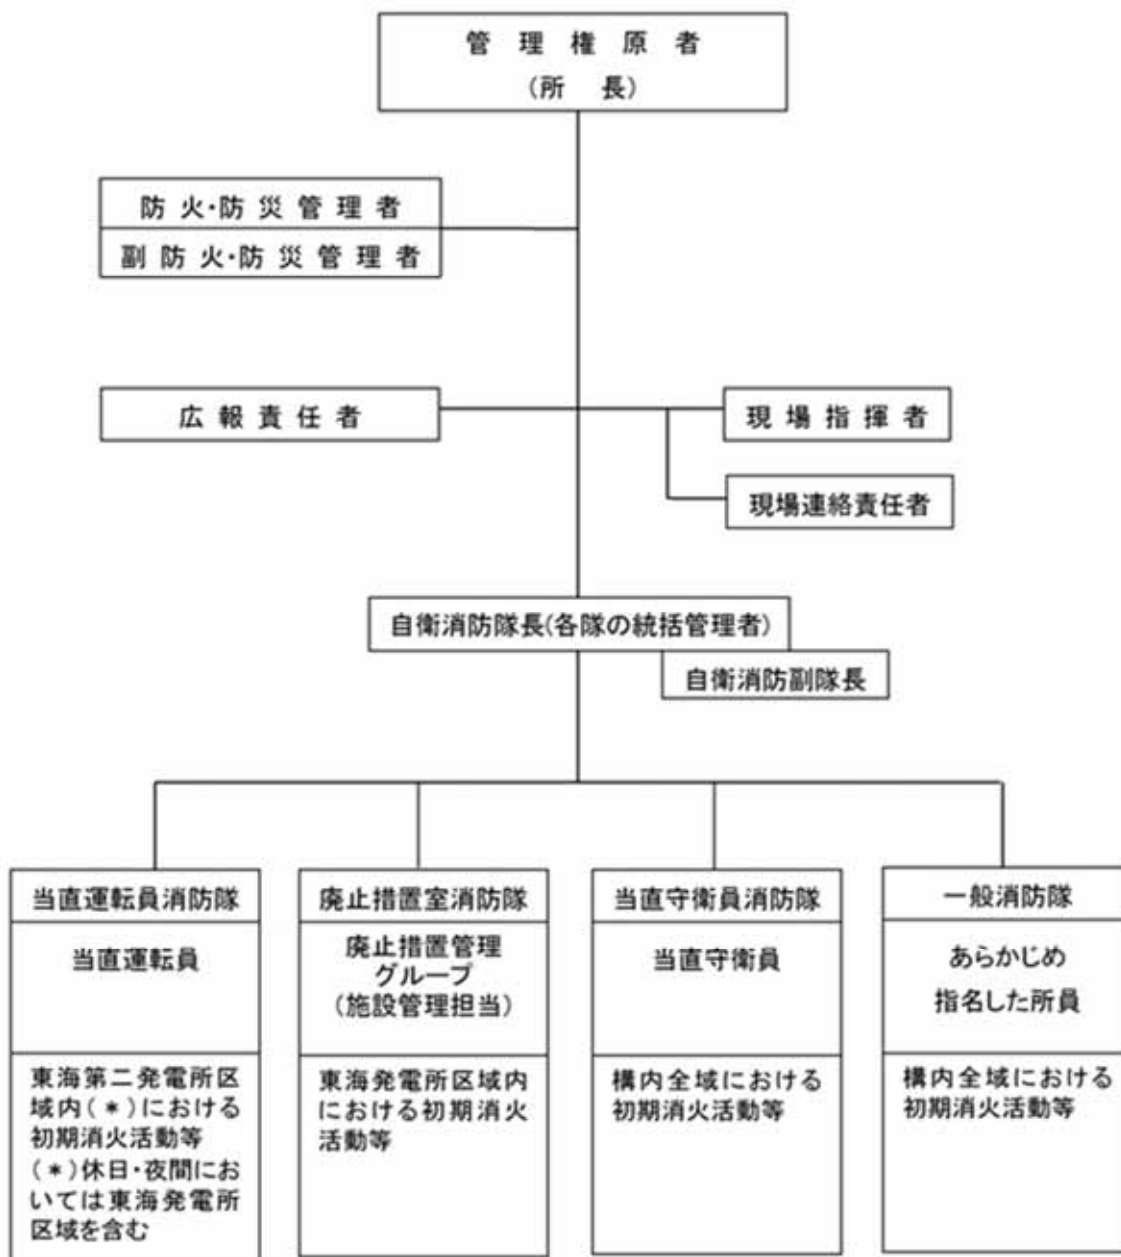 管理権原者
(所 長)
防火・防災管理者
副防火・防災管理者
広報責任者
現場指揮者
現場連絡責任者
自衛消防隊長(各隊の統括管理者)
自衛消防副隊長
当直運転員消防隊
当直運転員
東海第二発電所区
域内(*)における
初期消火活動等
(*)休日・夜間にお
いては東海発電所
区域を含む
廃止措置室消防隊
廃止措置管理
グループ
(施設管理担当)
東海発電所区域内
における初期消火
活動等
当直守衛員消防隊
当直守衛員
構内全域における
初期消火活動等
一般消防隊
あらかじめ
指名した所員
構内全域における
初期消火活動等